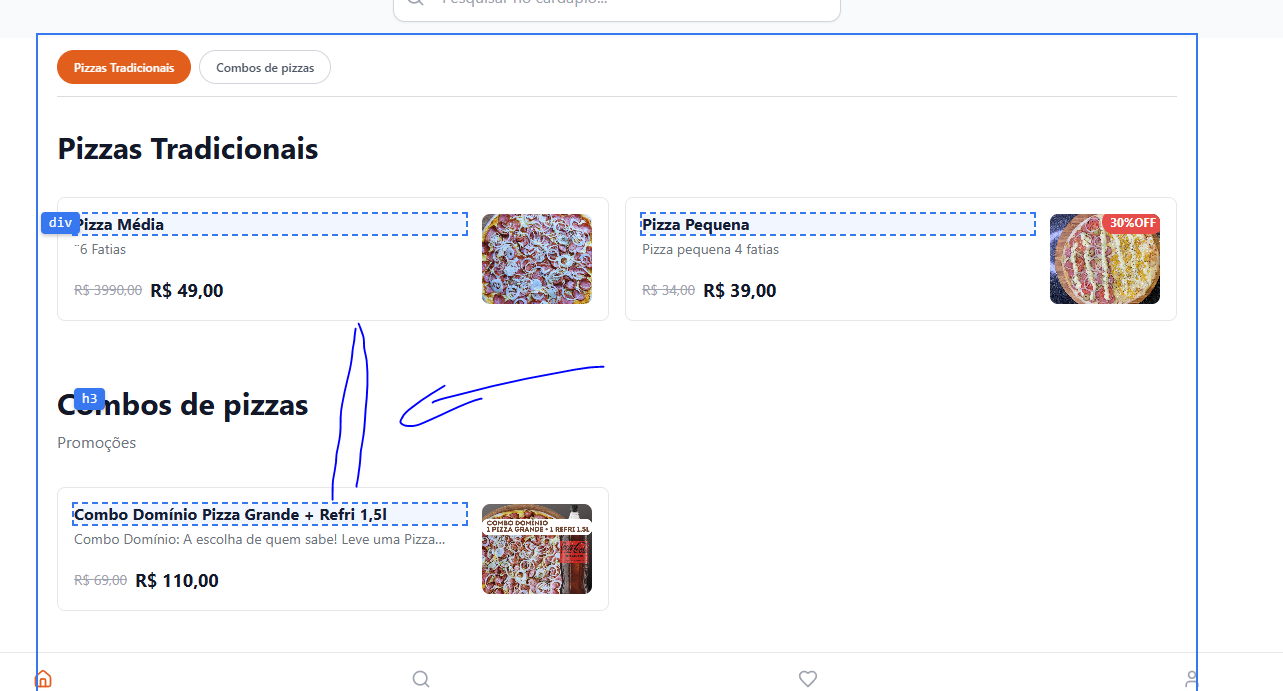 Pesquisar no cardápio...
Pizzas Tradicionais
Combos de pizzas
Pizzas Tradicionais
div
Pizza Média
¨6 Fatias
R$ 3990,00 R$ 49,00
Pizza Pequena
Pizza pequena 4 fatias
R$ 34,00 R$ 39,00
30%OFF
h3
Combos de pizzas
Promoções
Combo Domínio Pizza Grande + Refri 1,5l
Combo Domínio: A escolha de quem sabe! Leve uma Pizza...
R$ 69,00 R$ 110,00
COMBO DOMÍNIO
1 PIZZA GRANDE + 1 REFRI 1.5L